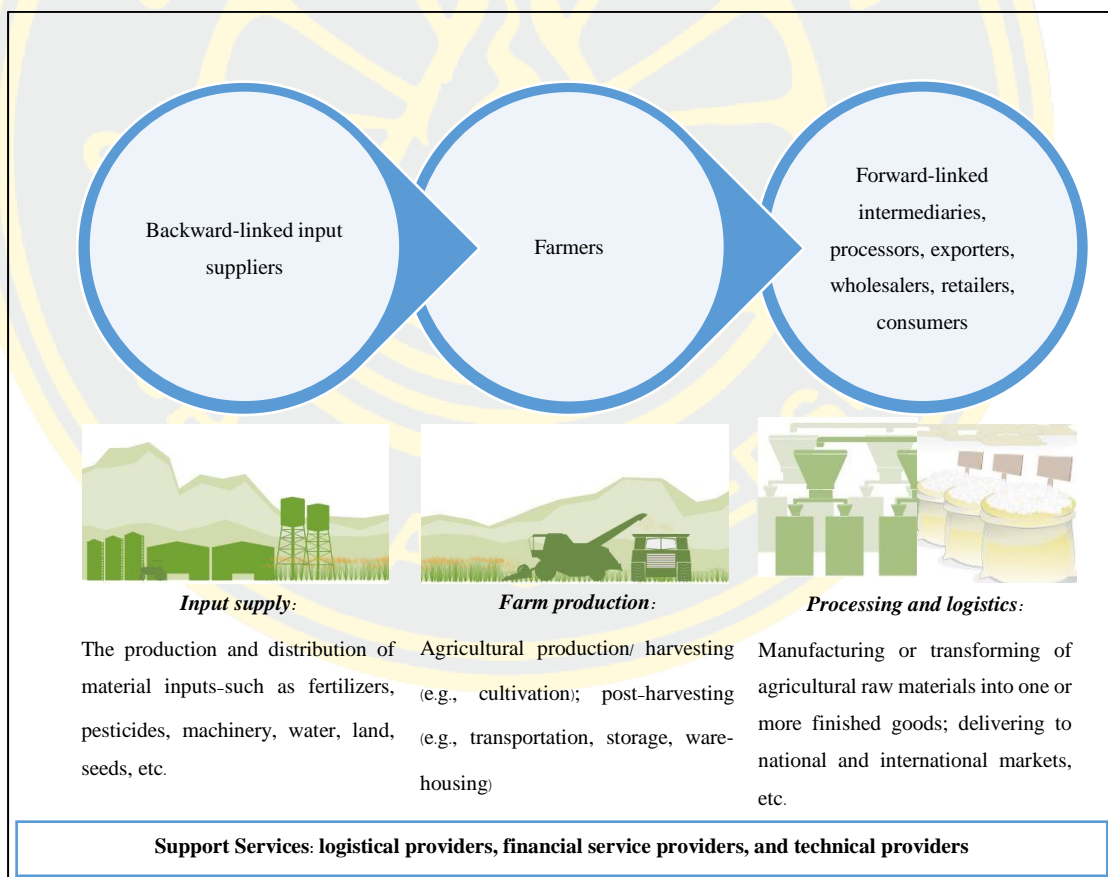 Backward-linked input
suppliers
Farmers
Forward-linked
intermediaries,
processors, exporters,
wholesalers, retailers,
consumers
Input supply:
The production and distribution of
material inputs-such as fertilizers,
pesticides, machinery, water, land,
seeds, etc.
Farm production:
Agricultural production/ harvesting
(e.g., cultivation); post-harvesting
(e.g., transportation, storage, ware-
housing)
Processing and logistics:
Manufacturing or transforming of
agricultural raw materials into one or
more finished goods; delivering to
national and international markets,
etc.
Support Services: logistical providers, financial service providers, and technical providers